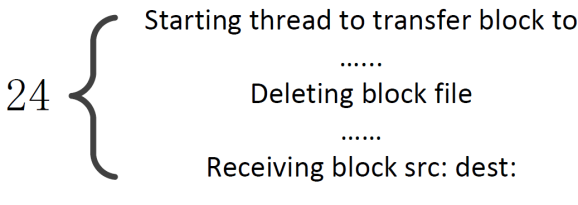 Starting thread to transfer block to
......
24
Deleting block file
......
Receiving block src: dest: